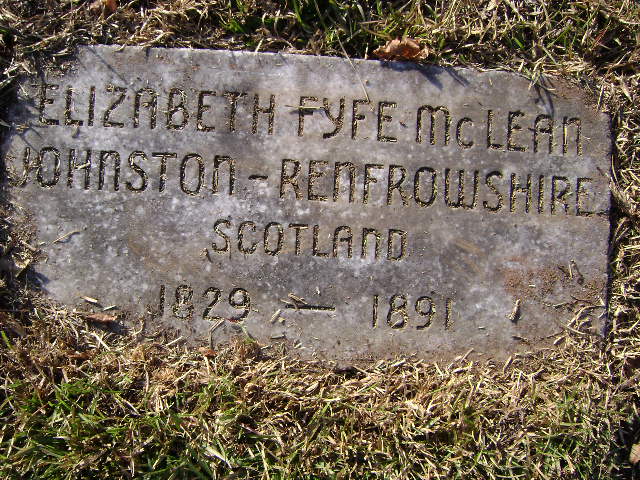 ELIZABETH FYFE McLEAN
JOHNSTON - RENFROWSHIRE
SCOTLAND
1829 - 1891